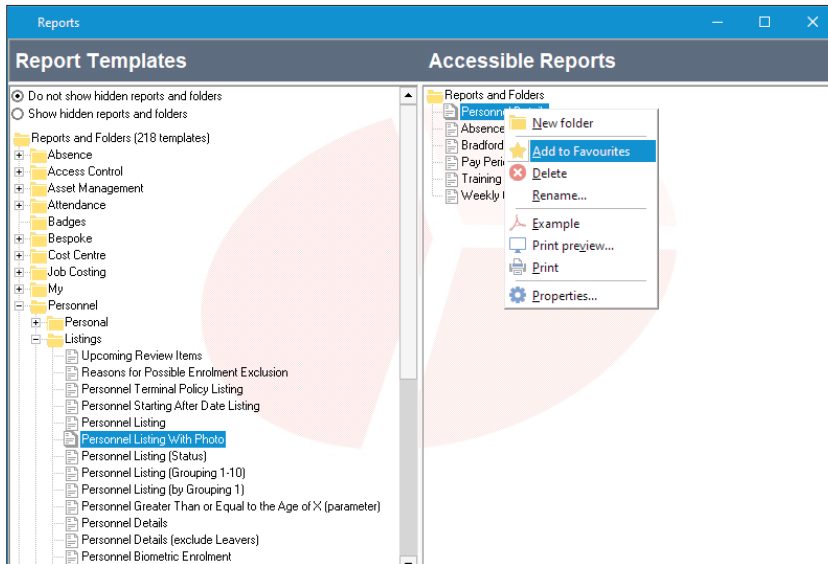 Reports
Report Templates
Do not show hidden reports and folders
Show hidden reports and folders
Reports and Folders (218 templates)
Absence
Access Control
Asset Management
Attendance
Badges
Bespoke
Cost Centre
Job Costing
My
Personnel
Personal
Listings
Upcoming Review Items
Reasons for Possible Enrolment Exclusion
Personnel Terminal Policy Listing
Personnel Starting After Date Listing
Personnel Listing
Personnel Listing With Photo
Personnel Listing (Status)
Personnel Listing (Grouping 1-10)
Personnel Listing (by Grouping 1)
Personnel Greater Than or Equal to the Age of X (parameter)
Personnel Details
Personnel Details (exclude Leavers)
Personnel Biometric Enrolment
Accessible Reports
Reports and Folders
Absence
Bradford
Training
Weekly
New folder
Add to Favourites
Delete
Rename...
Example
Print preview...
Print
Properties...